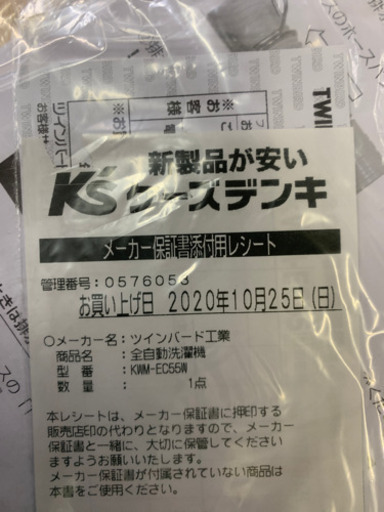 新製品が安い
K's ケーズデンキ
メーカー保証書添付用レシート
管理番号:0576053
お買い上げ日 2020年10月25日(日)
○メーカー名:ツインバード工業
商品名:全自動洗濯機
型番:KWM-EC55W
数量:1点
本レシートは、メーカー保証書に押印する
販売店印の代わりとなります。メーカー
保証書と一緒に、大切に保管してください
ますようお願いいたします。
メーカー保証書が付属されていない商品は
本書をご使用ください。